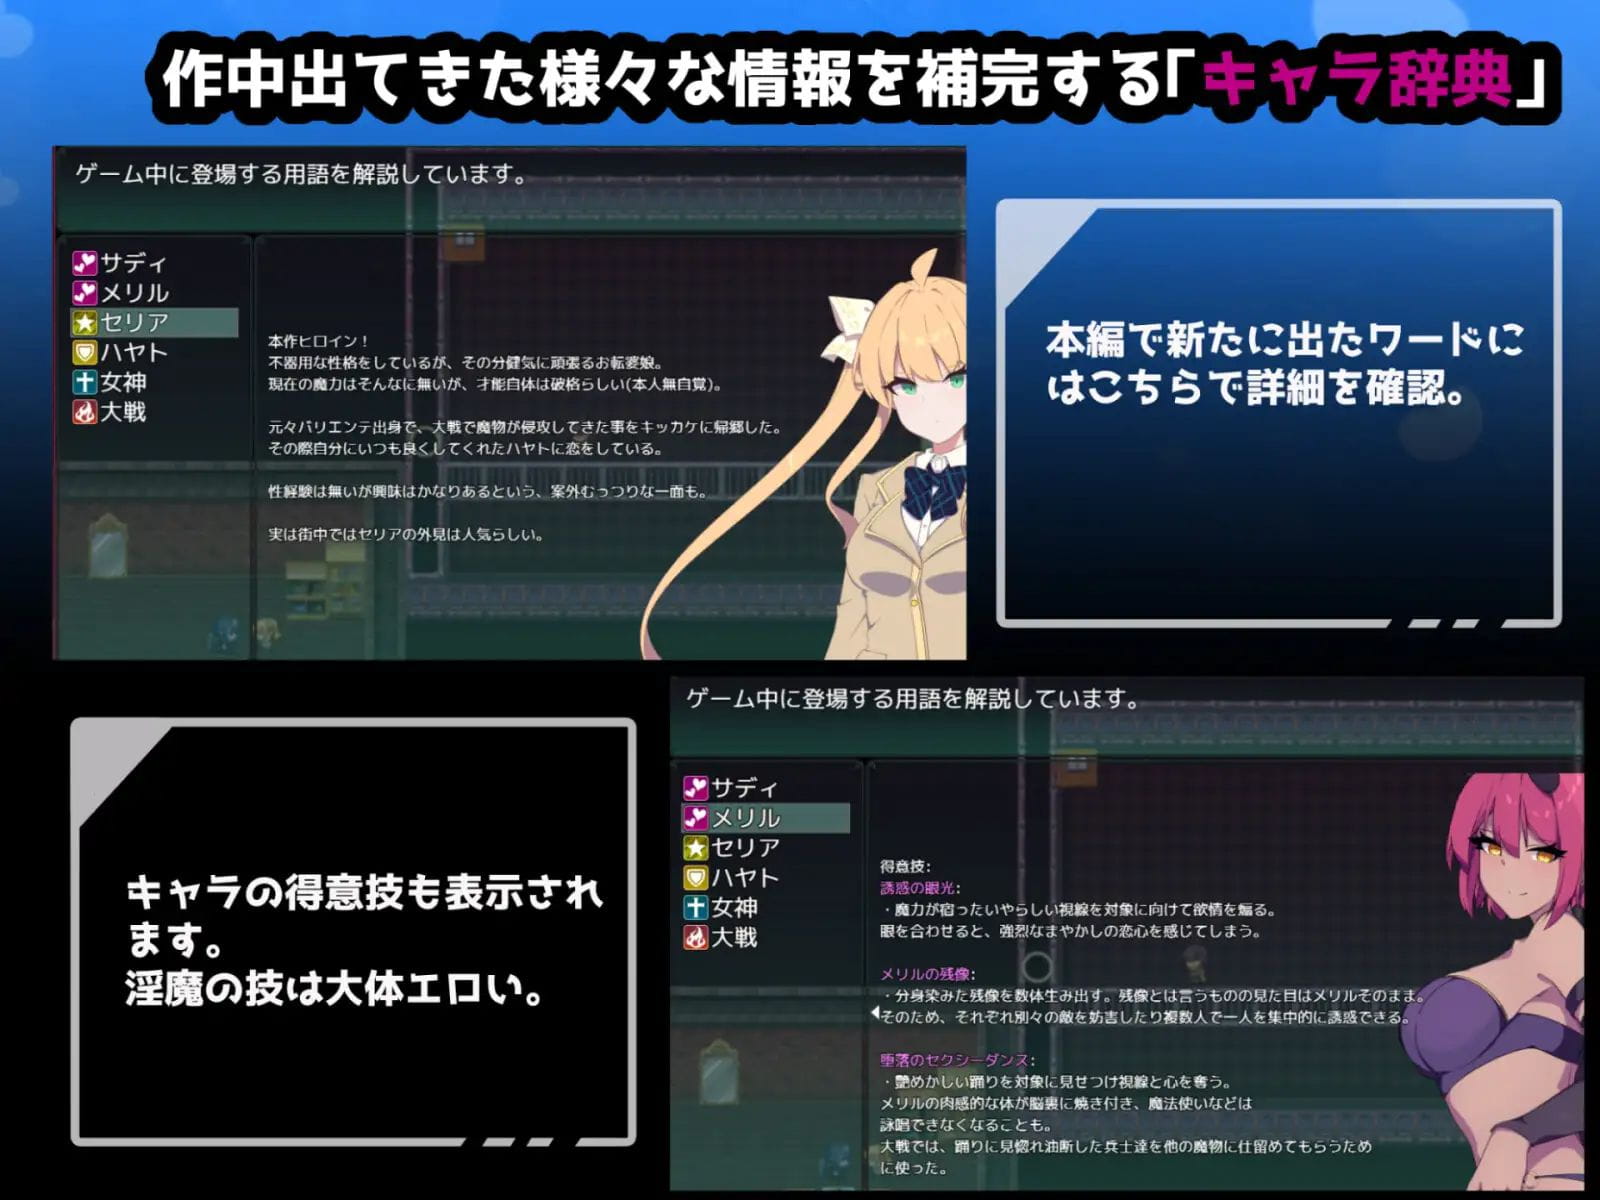 作中出てきた様々な情報を補完する「キャラ辞典」
ゲーム中に登場する用語を解説しています。
サディ
メリル
セリア
ハヤト
女神
大戦
本作ヒロイン！
不器用な性格をしているが、その分健気に頑張るお転婆娘。
現在の魔力はそんなに無いが、才能自体は破格らしい(本人無自覚)。
元々バリエンテ出身で、大戦で魔物が侵攻してきた事をキッカケに帰郷した。
その際自分にいつも良くしてくれたハヤトに恋をしている。
性経験は無いが興味はかなりあるという、案外むっつりな一面も。
実は街中ではセリアの外見は人気らしい。
本編で新たに出たワードに
はこちらで詳細を確認。
キャラの得意技も表示され
ます。
淫魔の技は大体エロい。
ゲーム中に登場する用語を解説しています。
サディ
メリル
セリア
ハヤト
女神
大戦
得意技:
誘惑の眼光:
・魔力が宿ったいやらしい視線を対象に向けて欲情を煽る。
眼を合わせると、強烈なまやかしの恋心を感じてしまう。
メリルの残像:
・分身染みた残像を数体生み出す。残像とは言うものの見た目はメリルそのまま。
そのため、それぞれ別々の敵を妨害したり複数人で一人を集中的に誘惑できる。
堕落のセクシーダンス:
・艶めかしい踊りを対象に見せつけ視線と心を奪う。
メリルの肉感的な体が脳裏に焼き付き、魔法使いなどは
詠唱できなくなることも。
大戦では、踊りに見惚れ油断した兵士達を他の魔物に仕留めてもらうため
に使った。